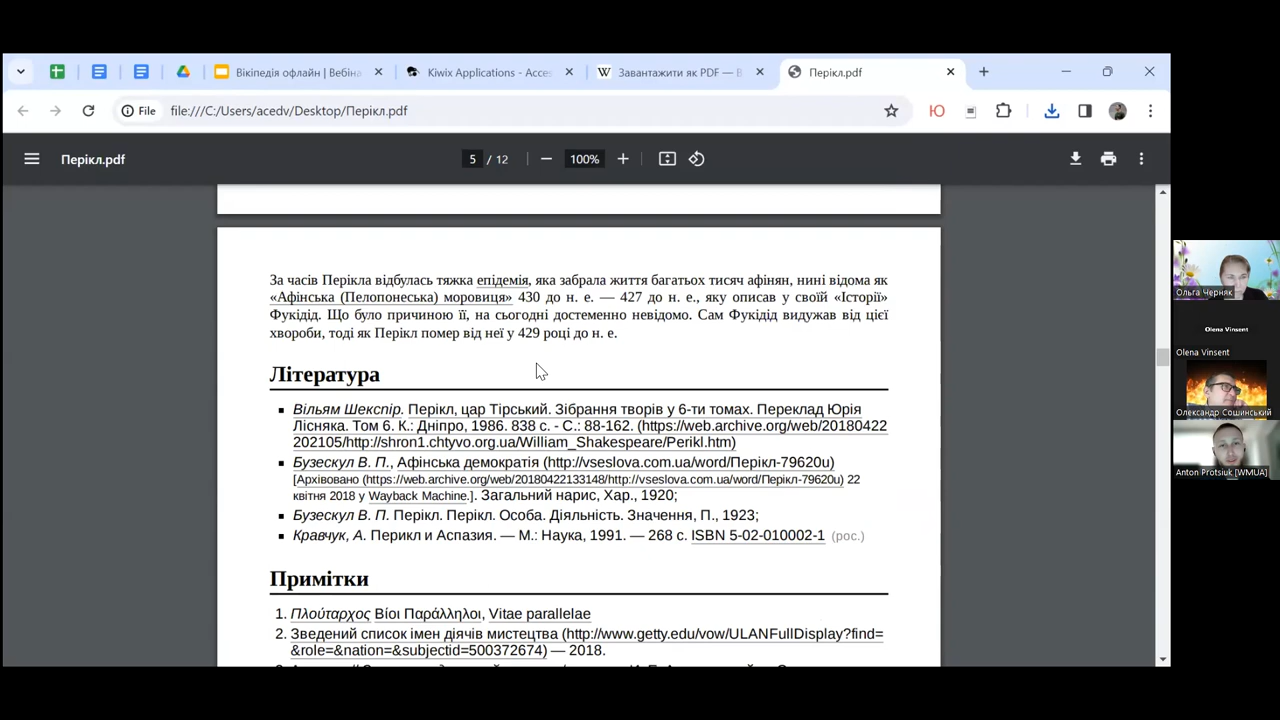 Вікіпедія офлайн | Вебіна
Kiwix Applications - Acces
W Завантажити як PDF — В
Перікл.pdf
File file:///C:/Users/acedv/Desktop/Перікл.pdf
Ю
Перікл.pdf
5 / 12
100%
За часів Перікла відбулась тяжка епідемія, яка забрала життя багатьох тисяч афінян, нині відома як
«Афінська (Пелопонеська) моровиця» 430 до н. е. — 427 до н. е., яку описав у своїй «Історії»
Фукідід. Що було причиною її, на сьогодні достеменно невідомо. Сам Фукідід видужав від цієї
хвороби, тоді як Перікл помер від неї у 429 році до н. е.
Література
Вільям Шекспір. Перікл, цар Тірський. Зібрання творів у 6-ти томах. Переклад Юрія
Лісняка. Том 6. К.: Дніпро, 1986. 838 с. - С.: 88-162. (https://web.archive.org/web/20180422
202105/http://shron1.chtyvo.org.ua/William_Shakespeare/Perikl.htm)
Бузескул В. П., Афінська демократія (http://vseslova.com.ua/word/Перікл-79620u)
[Архівовано (https://web.archive.org/web/20180422133148/http://vseslova.com.ua/word/Перікл-79620u) 22
квітня 2018 у Wayback Machine.]. Загальний нарис, Хар., 1920;
Бузескул В. П. Перікл. Перікл. Особа. Діяльність. Значення, П., 1923;
Кравчук, А. Перикл и Аспазия. — М.: Наука, 1991. — 268 с. ISBN 5-02-010002-1 (рос.)
Примітки
1. Πλούταρχος Βίοι Παράλληλοι, Vitae parallelae
2. Зведений список імен діячів мистецтва (http://www.getty.edu/vow/ULANFullDisplay?find=
&role=&nation=&subjectid=500372674) — 2018.
Ольга Черняк
Olena Vinsent
Olena Vinsent
Олександр Сошинський
Anton Protsiuk [WMUA]